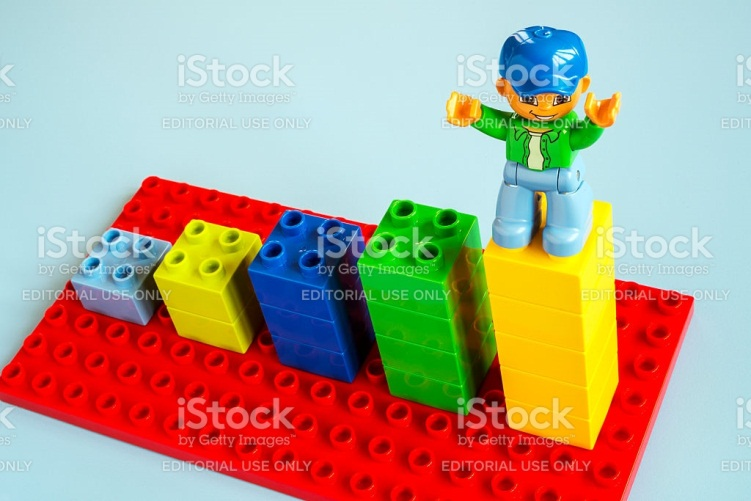 iStock iStock
by Getty Images by Getty Images
EDITORIAL USE ONLY EDITORIAL USE ONLY
iStock iStock iStock
by Getty Images by Getty Images by Getty Images
EDITORIAL USE ONLY EDITORIAL USE ONLY EDITORIAL USE ONLY
iStock iStock
by Getty Images by Getty Images
EDITORIAL USE ONLY EDITORIAL USE ONLY